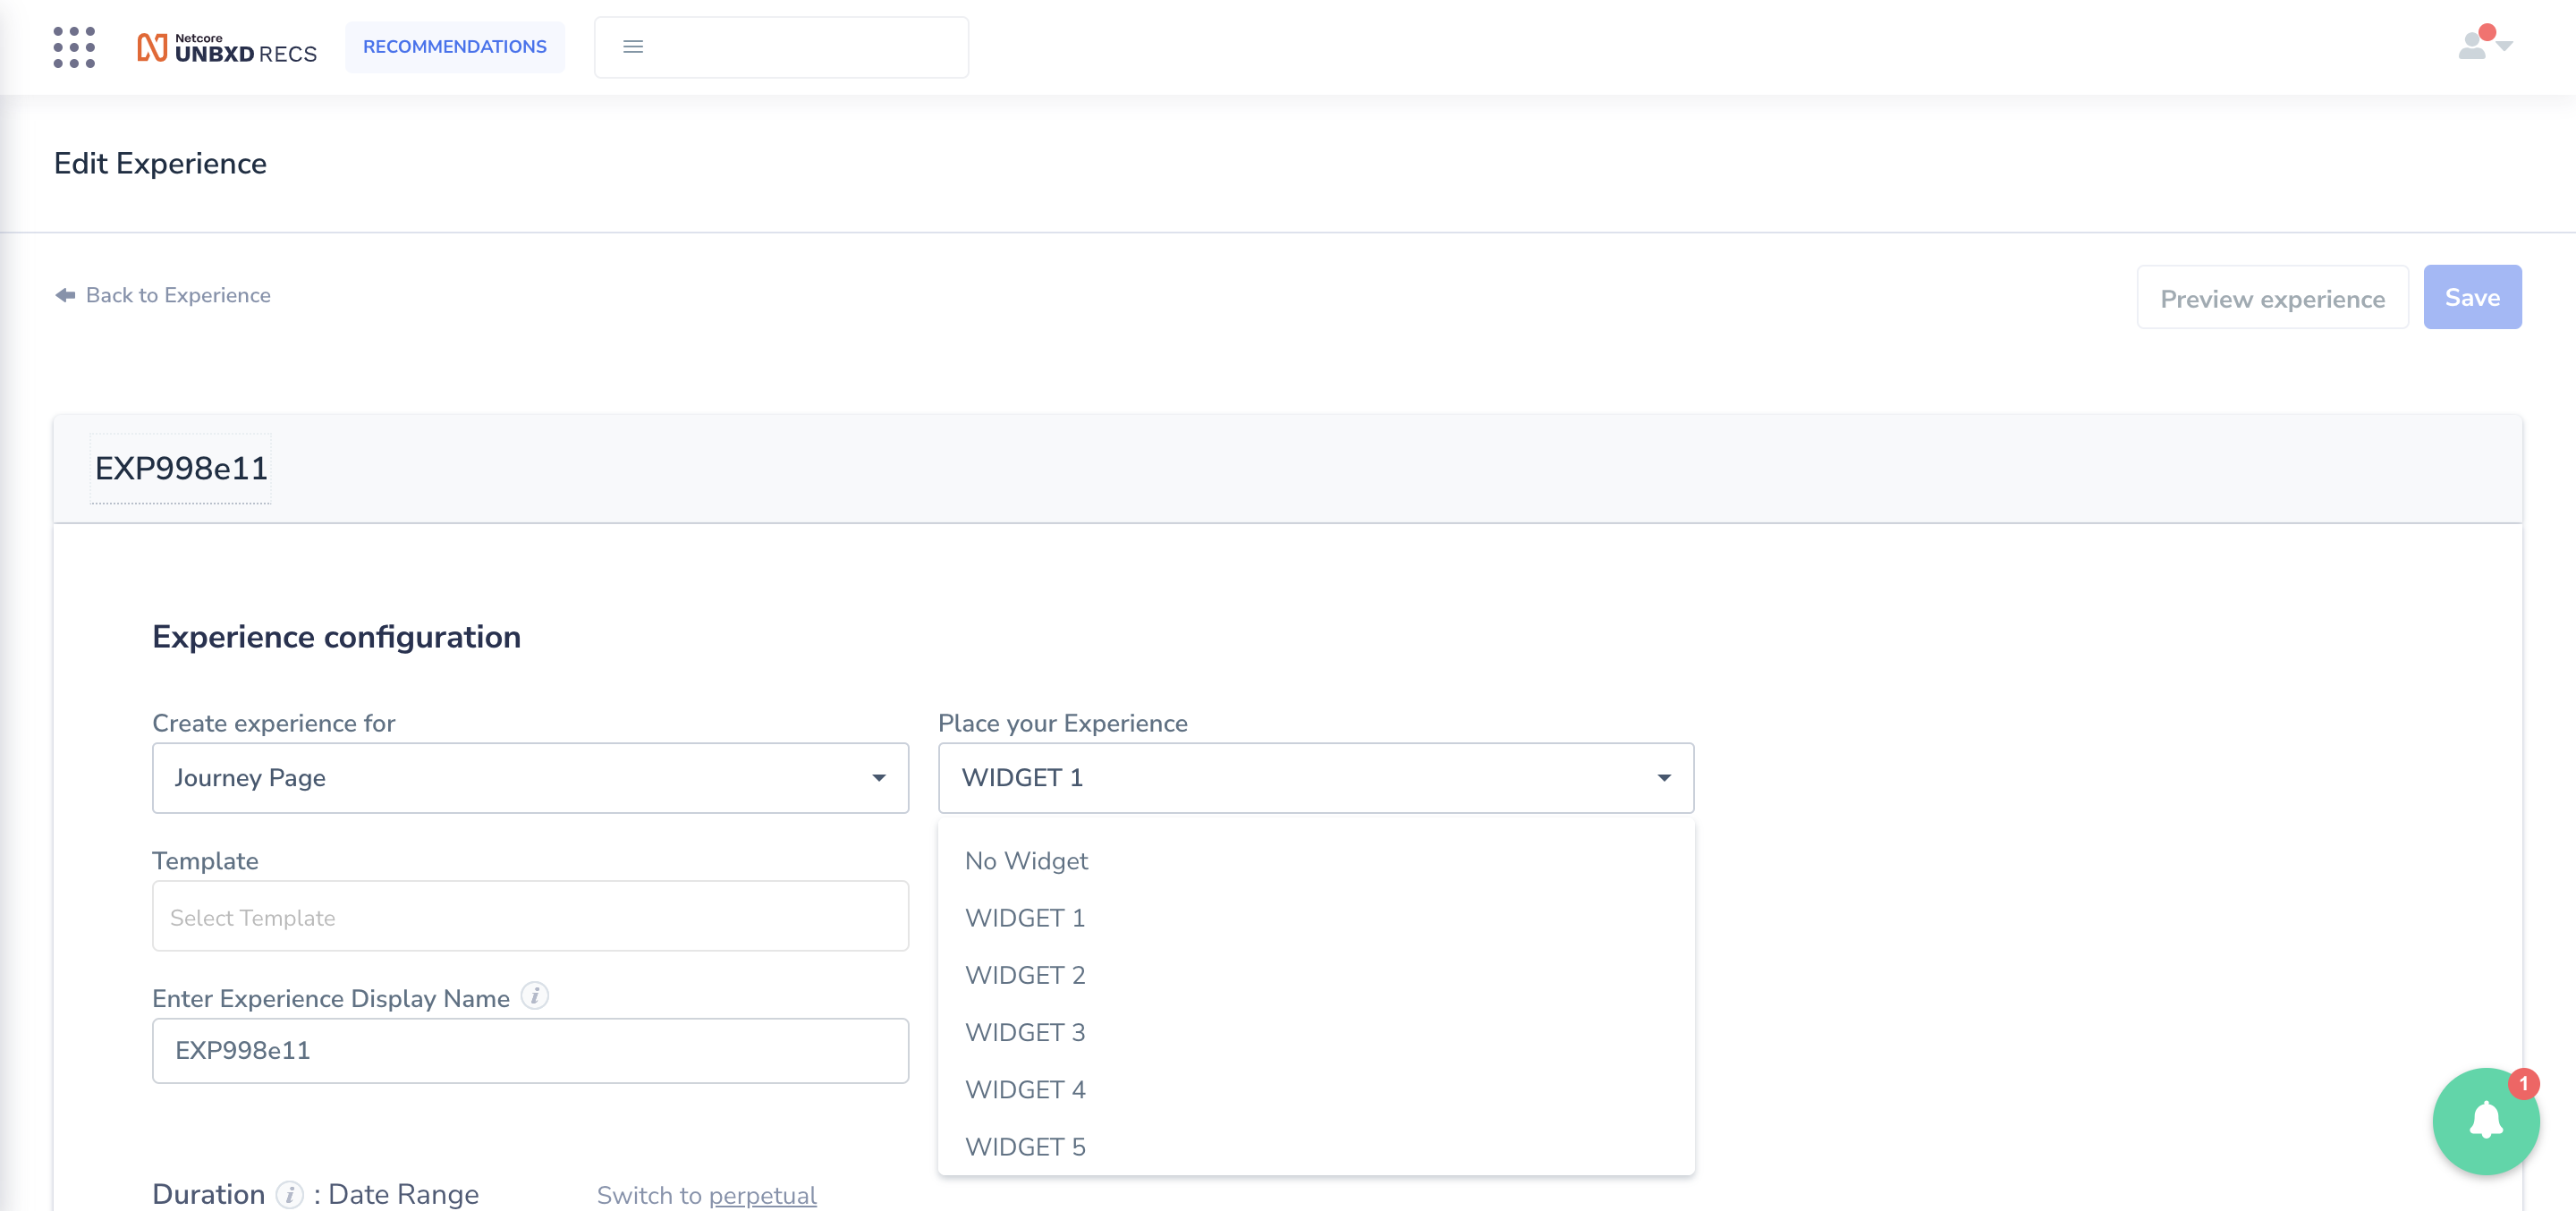 Netcore
UNBXD RECS
RECOMMENDATIONS
Edit Experience
Back to Experience
Preview experience
Save
EXP998e11
Experience configuration
Create experience for
Journey Page
Place your Experience
WIDGET 1
No Widget
WIDGET 1
WIDGET 2
WIDGET 3
WIDGET 4
WIDGET 5
Template
Select Template
Enter Experience Display Name i
EXP998e11
1
Duration i : Date Range
Switch to perpetual